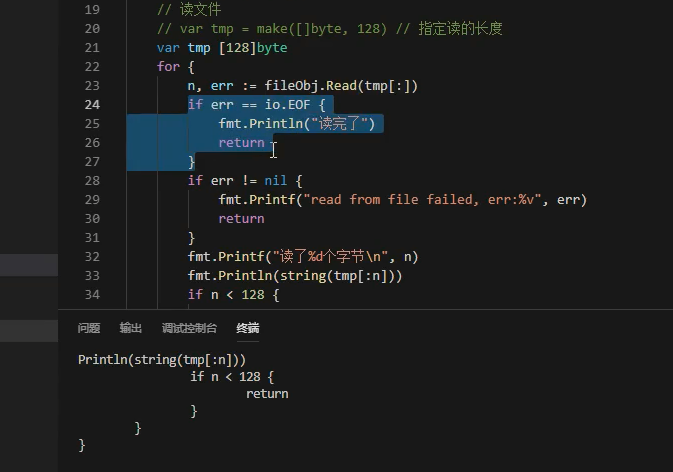 19 // 读文件
20 // var tmp = make([]byte, 128) // 指定读的长度
21 var tmp [128]byte
22 for {
23 n, err := fileObj.Read(tmp[:])
24 if err == io.EOF {
25 fmt.Println("读完了")
26 return
27 }
28 if err != nil {
29 fmt.Printf("read from file failed, err:%v", err)
30 return
31 }
32 fmt.Printf("读了%d个字节\n", n)
33 fmt.Println(string(tmp[:n]))
34 if n < 128 {
问题 输出 调试控制台 终端
Println(string(tmp[:n]))
if n < 128 {
return
}
}
}